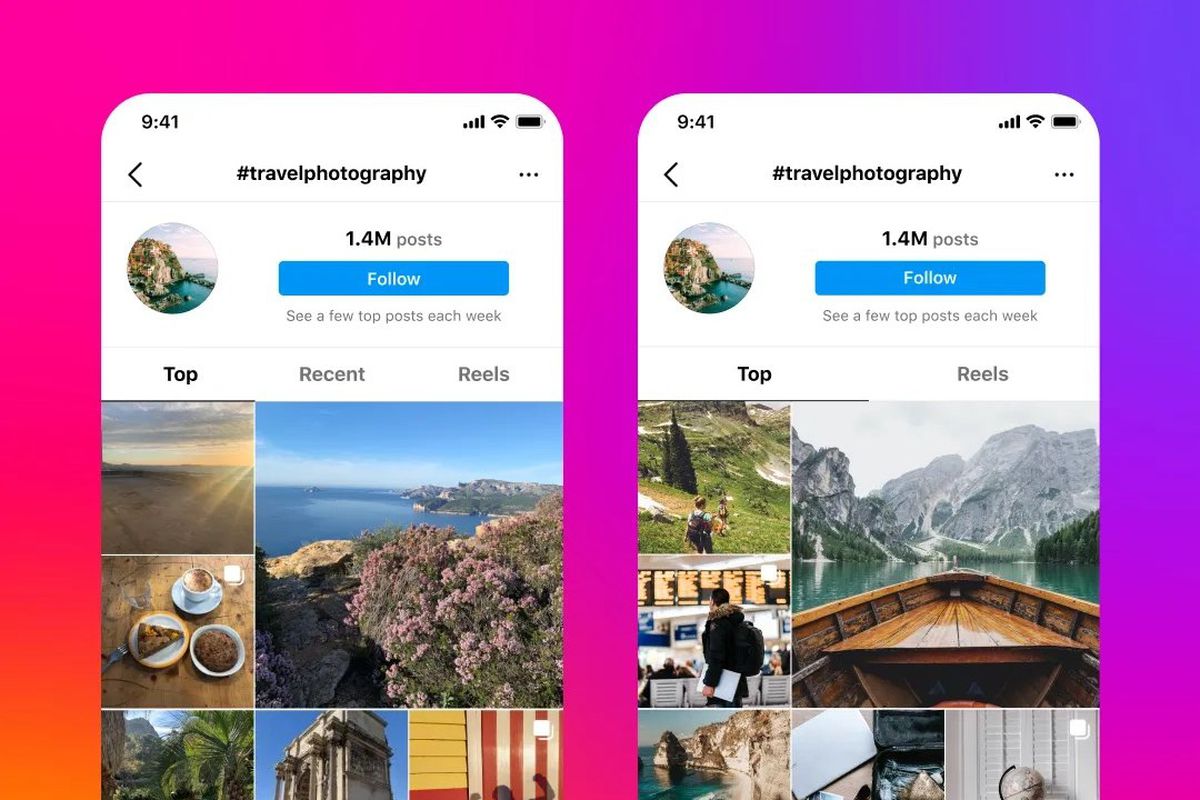 9:41
#travelphotography
1.4M posts
Follow
See a few top posts each week
Top Recent Reels
9:41
#travelphotography
1.4M posts
Follow
See a few top posts each week
Top Reels